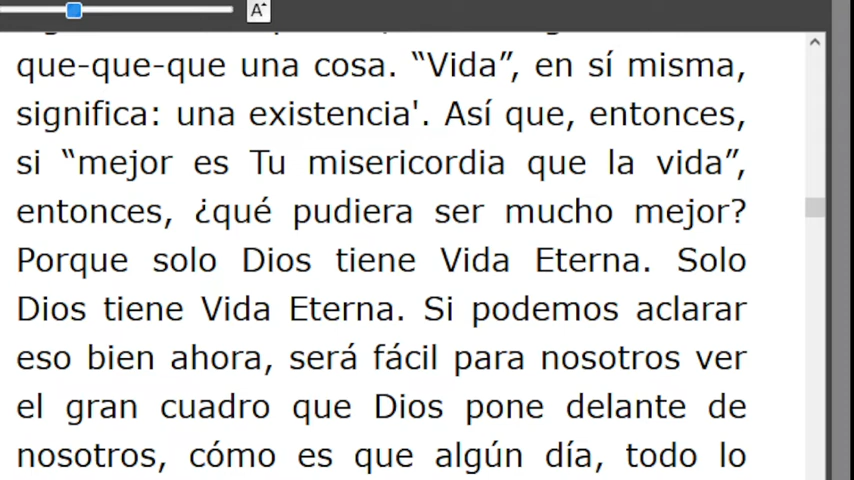 A
que-que-que una cosa. “Vida”, en sí misma,
significa: una existencia'. Así que, entonces,
si “mejor es Tu misericordia que la vida”,
entonces, ¿qué pudiera ser mucho mejor?
Porque solo Dios tiene Vida Eterna. Solo
Dios tiene Vida Eterna. Si podemos aclarar
eso bien ahora, será fácil para nosotros ver
el gran cuadro que Dios pone delante de
nosotros, cómo es que algún día, todo lo